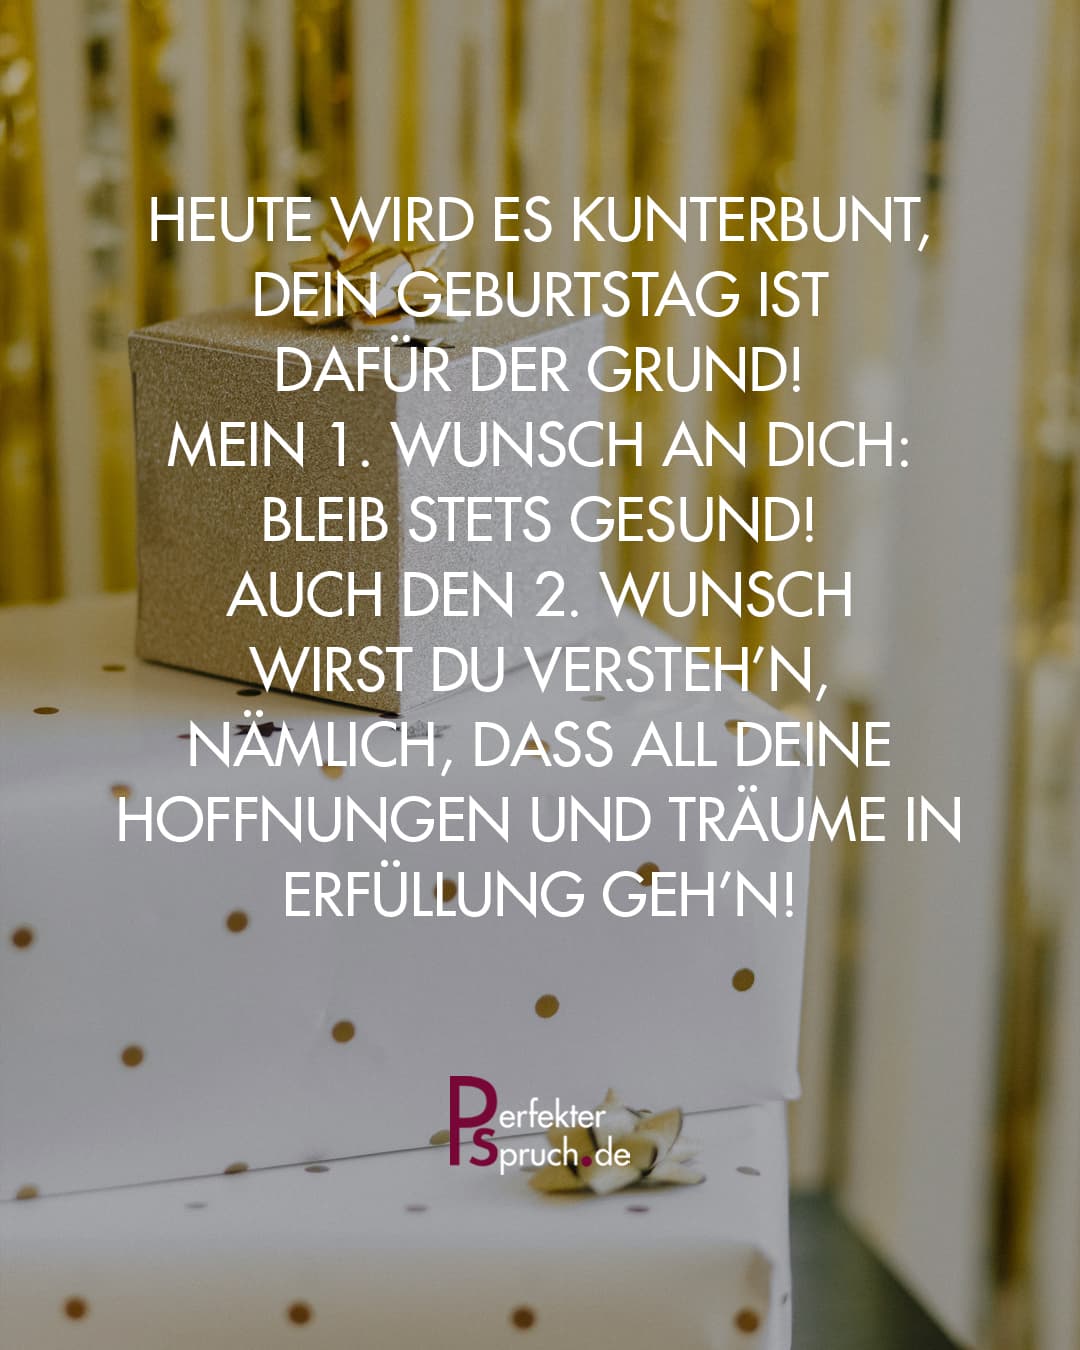 HEUTE WIRD ES KUNTERBUNT,
DEIN GEBURTSTAG IST
DAFÜR DER GRUND!
MEIN 1. WUNSCH AN DICH:
BLEIB STETS GESUND!
AUCH DEN 2. WUNSCH
WIRST DU VERSTEH’N,
NÄMLICH, DASS ALL DEINE
HOFFNUNGEN UND TRÄUME IN
ERFÜLLUNG GEH’N!
Perfekter
Spruch.de